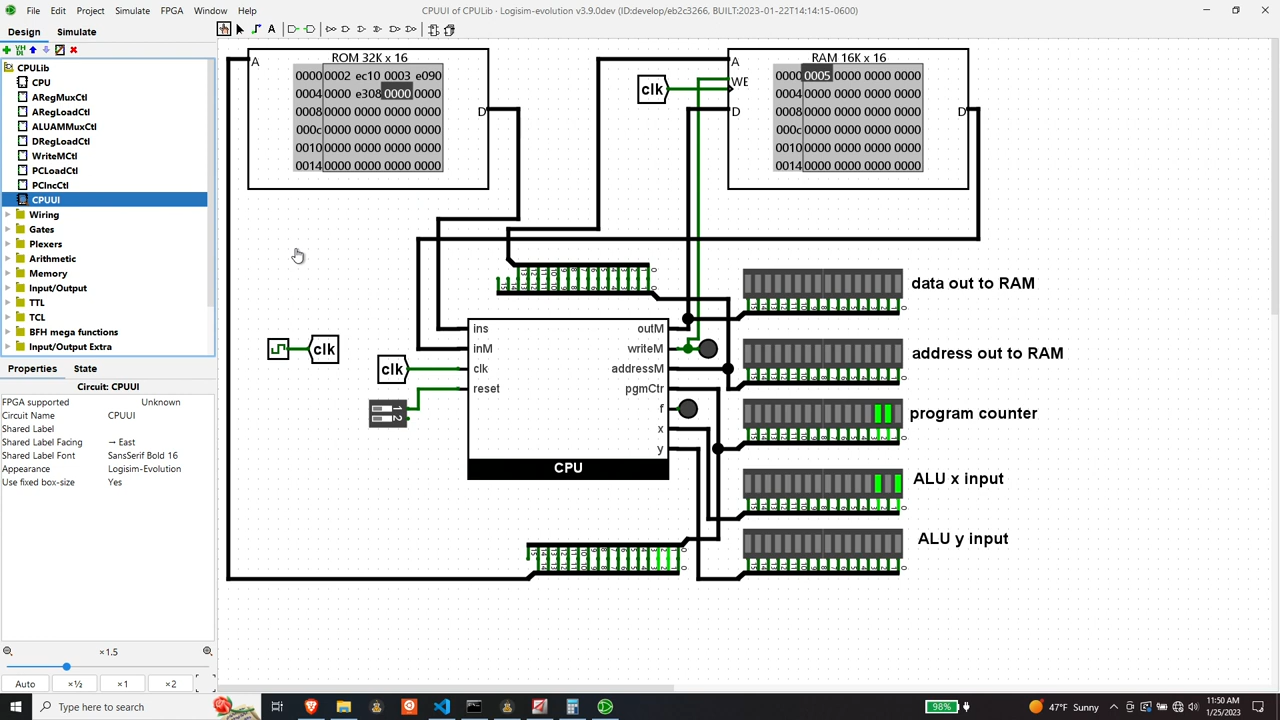 CPUUI of CPULib - Logisim-evolution v3.9.0dev (ID:develop/eb2c3266, BUILT:2023-01-22T14:14:15-0600)
File Edit Project Simulate FPGA Window Help
Design Simulate
CPULib
CPU
ARegMuxCtl
ARegLoadCtl
ALUAMMuxCtl
DRegLoadCtl
WriteMCtl
PCLoadCtl
PCIncCtl
CPUUI
Wiring
Gates
Plexers
Arithmetic
Memory
Input/Output
TTL
TCL
BFH mega functions
Input/Output Extra
Properties State
Circuit: CPUUI
FPGA supported Unknown
Circuit Name CPUUI
Shared Label
Shared Label Facing → East
Shared Label Font SansSerif Bold 16
Appearance Logisim-Evolution
Use fixed box-size Yes
×1.5
Auto ×½ ×1 ×2
ROM 32K x 16
A
0000 0002 ec10 0003 e090
0004 0000 e308 0000 0000
0008 0000 0000 0000 0000
000c 0000 0000 0000 0000
0010 0000 0000 0000 0000
0014 0000 0000 0000 0000
D
RAM 16K x 16
A
WE
D
0000 0005 0000 0000 0000
0004 0000 0000 0000 0000
0008 0000 0000 0000 0000
000c 0000 0000 0000 0000
0010 0000 0000 0000 0000
0014 0000 0000 0000 0000
D
clk
clk
clk
1 2
ins outM
inM writeM
clk addressM
reset pgmCtr
f
x
y
CPU
data out to RAM
address out to RAM
program counter
ALU x input
ALU y input
Type here to search
98%
47°F Sunny
11:50 AM
1/25/2023